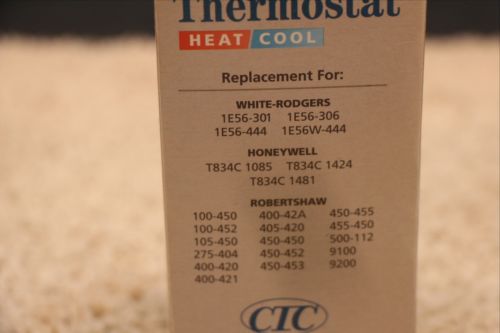 Thermostat
HEAT COOL
Replacement For:
WHITE-RODGERS
1E56-301 1E56-306
1E56-444 1E56W-444
HONEYWELL
T834C 1085 T834C 1424
T834C 1481
ROBERTSHAW
100-450 400-42A 450-455
100-452 405-420 455-450
105-450 450-450 500-112
275-404 450-452 9100
400-420 450-453 9200
400-421
CTC